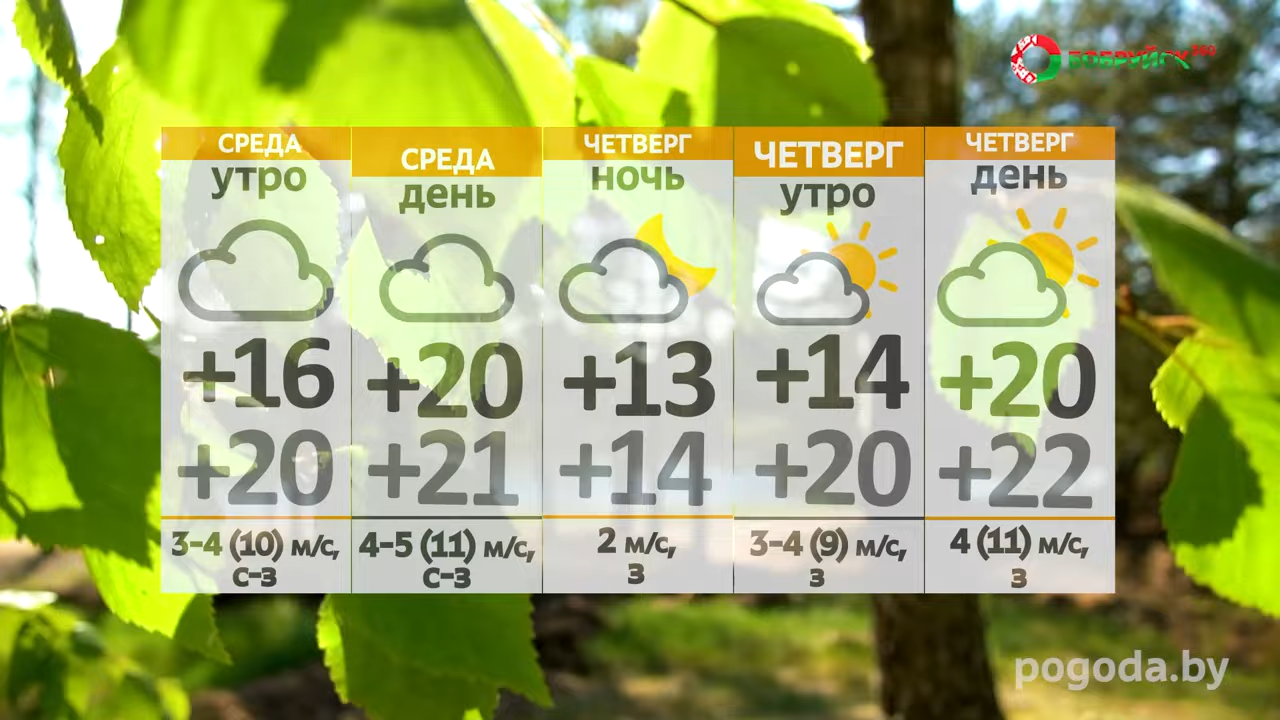 БОБРУЙСК 360
СРЕДА
утро
+16
+20
3-4 (10) м/с,
С-З
СРЕДА
день
+20
+21
4-5 (11) м/с,
С-З
ЧЕТВЕРГ
ночь
+13
+14
2 м/с,
З
ЧЕТВЕРГ
утро
+14
+20
3-4 (9) м/с,
З
ЧЕТВЕРГ
день
+20
+22
4 (11) м/с,
З
pogoda.by